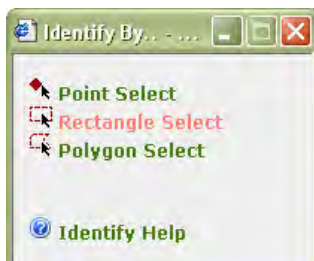 Identify By.. - ...
Point Select
Rectangle Select
Polygon Select
Identify Help